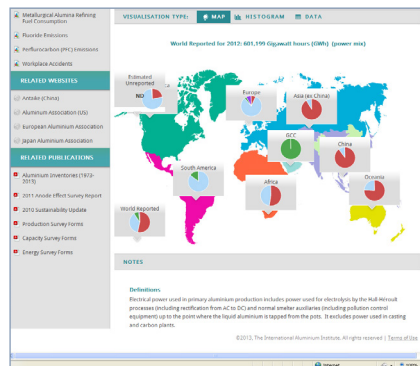 Metallurgical Alumina Refining
Fuel Consumption
Fluoride Emissions
Perfluorocarbon (PFC) Emissions
Workplace Accidents
RELATED WEBSITES
Antaike (China)
Aluminum Association (US)
European Aluminium Association
Japan Aluminium Association
RELATED PUBLICATIONS
Aluminium Inventories (1973-
2013)
2011 Anode Effect Survey Report
2010 Sustainability Update
Production Survey Forms
Capacity Survey Forms
Energy Survey Forms
VISUALISATION TYPE: MAP HISTOGRAM DATA
World Reported for 2012: 601,199 Gigawatt hours (GWh) (power mix)
Estimated
Unreported
Europe
Asia (ex China)
GCC
China
South America
Africa
Oceania
World Reported
NOTES
Definitions
Electrical power used in primary aluminium production includes power used for electrolysis by the Hall-Héroult
processes (including rectification from AC to DC) and normal smelter auxiliaries (including pollution control
equipment) up to the point where the liquid aluminium is tapped from the pots. It excludes power used in casting
and carbon plants.
©2013, The International Aluminium Institute. All rights reserved | Terms of Use
Internet